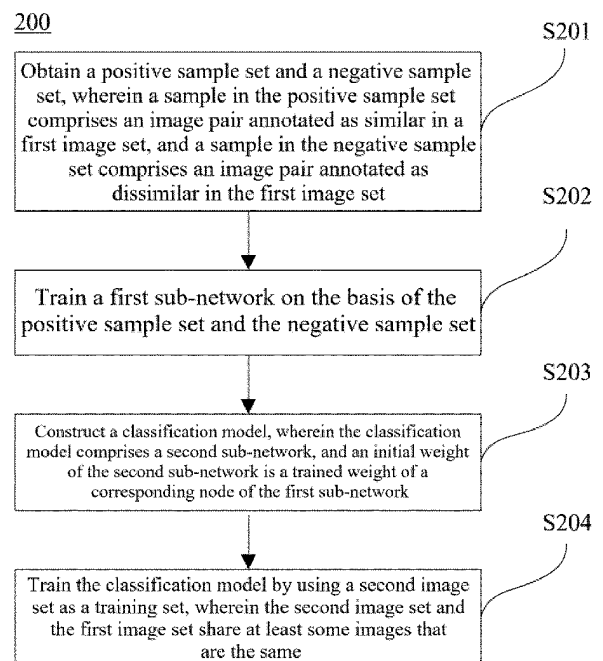 200
S201
Obtain a positive sample set and a negative sample
set, wherein a sample in the positive sample set
comprises an image pair annotated as similar in a
first image set, and a sample in the negative sample
set comprises an image pair annotated as
dissimilar in the first image set
S202
Train a first sub-network on the basis of the
positive sample set and the negative sample set
S203
Construct a classification model, wherein the classification
model comprises a second sub-network, and an initial weight
of the second sub-network is a trained weight of a
corresponding node of the first sub-network
S204
Train the classification model by using a second image
set as a training set, wherein the second image set and
the first image set share at least some images that
are the same